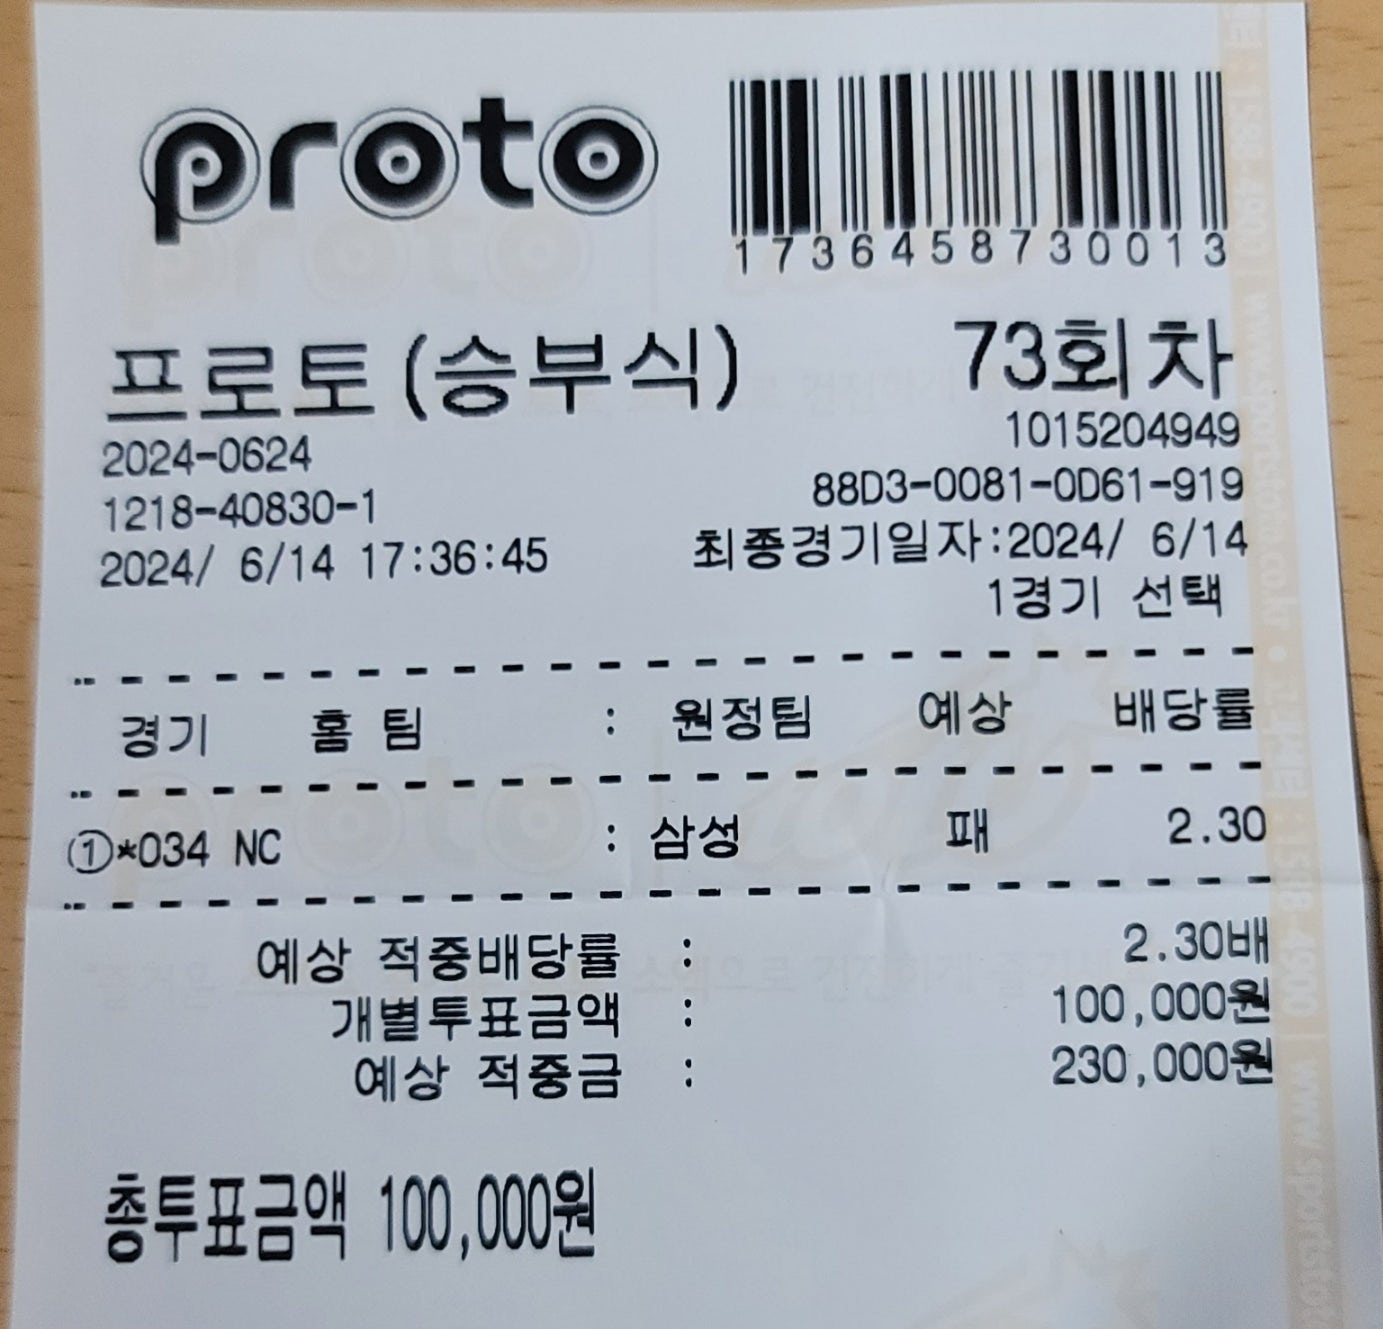 proto
1736458730013
프로토(승부식) 73회차
2024-0624 1015204949
1218-40830-1 88D3-0081-0D61-919
2024/ 6/14 17:36:45 최종경기일자:2024/ 6/14
1경기 선택
경기 홈 팀 : 원정팀 예상 배당률
①*034 NC : 삼성 패 2.30
예상 적중배당률 : 2.30배
개별투표금액 : 100,000원
예상 적중금 : 230,000원
총투표금액 100,000원